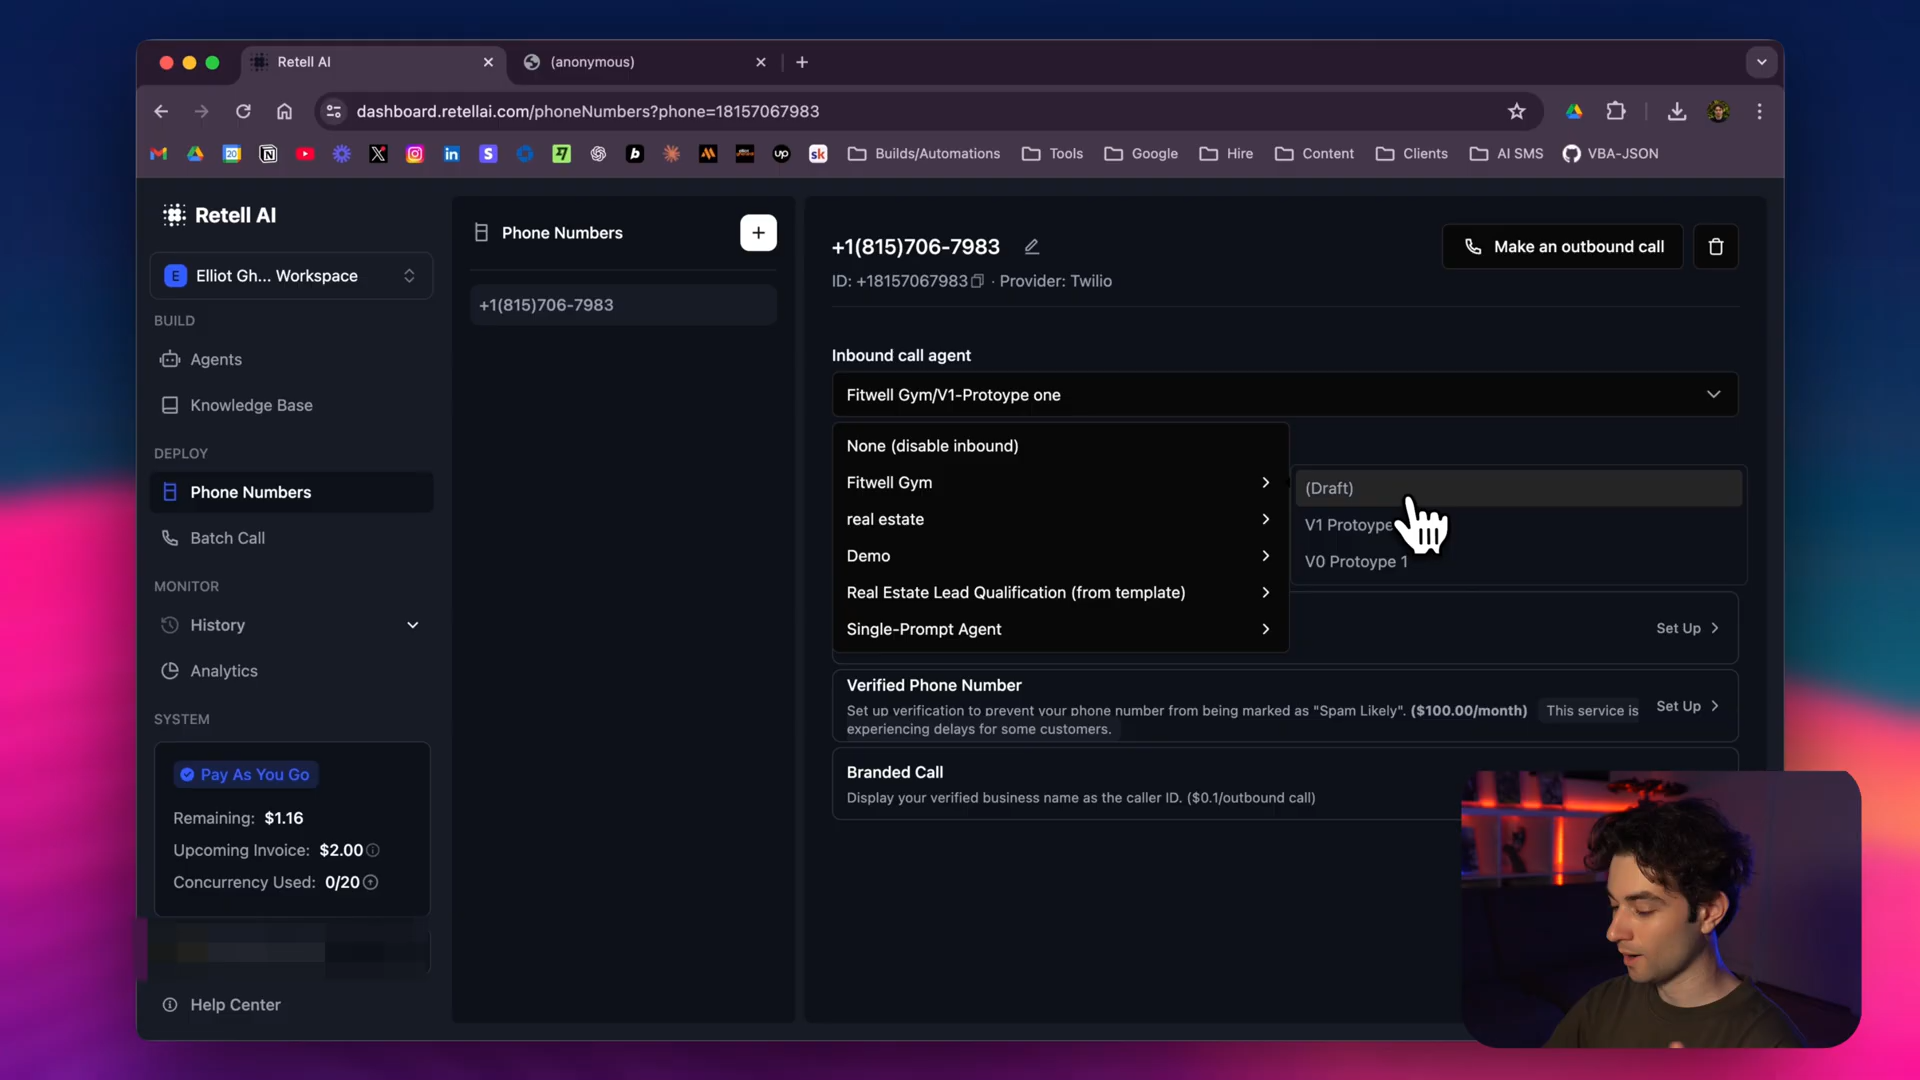 Retell AI
(anonymous)
dashboard.retellai.com/phoneNumbers?phone=18157067983
20
S
b
up
sk
Builds/Automations
Tools
Google
Hire
Content
Clients
AI SMS
VBA-JSON
Retell AI
E
Elliot Gh... Workspace
BUILD
Agents
Knowledge Base
DEPLOY
Phone Numbers
Batch Call
MONITOR
History
Analytics
SYSTEM
Pay As You Go
Remaining: $1.16
Upcoming Invoice: $2.00
Concurrency Used: 0/20
Help Center
Phone Numbers
+1(815)706-7983
+1(815)706-7983
Make an outbound call
ID: +18157067983 · Provider: Twilio
Inbound call agent
Fitwell Gym/V1-Protoype one
None (disable inbound)
Fitwell Gym
real estate
Demo
Real Estate Lead Qualification (from template)
Single-Prompt Agent
(Draft)
V1 Protoype
V0 Protoype 1
Set Up
Verified Phone Number
Set up verification to prevent your phone number from being marked as "Spam Likely". ($100.00/month) This service is
experiencing delays for some customers.
Set Up
Branded Call
Display your verified business name as the caller ID. ($0.1/outbound call)